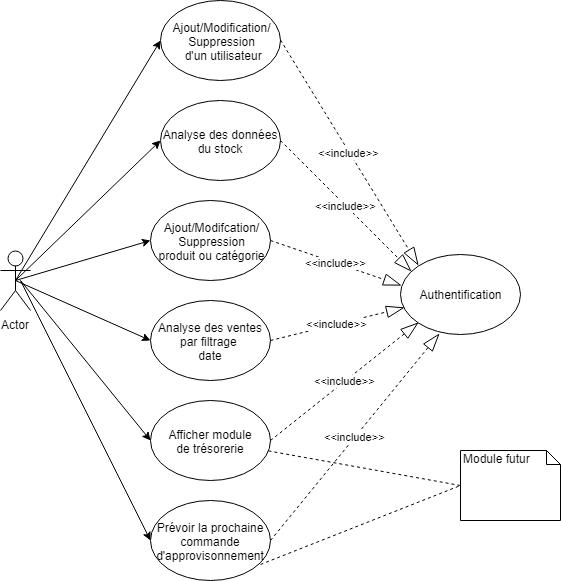 Ajout/Modification/
Suppression
d'un utilisateur
Analyse des données
du stock
<<include>>
<<include>>
Ajout/Modifcation/
Suppression
produit ou catégorie
<<include>>
Authentification
Actor
Analyse des ventes
par filtrage
date
<<include>>
<<include>>
Afficher module
de trésorerie
<<include>>
Module futur
Prévoir la prochaine
commande
d'approvisonnement